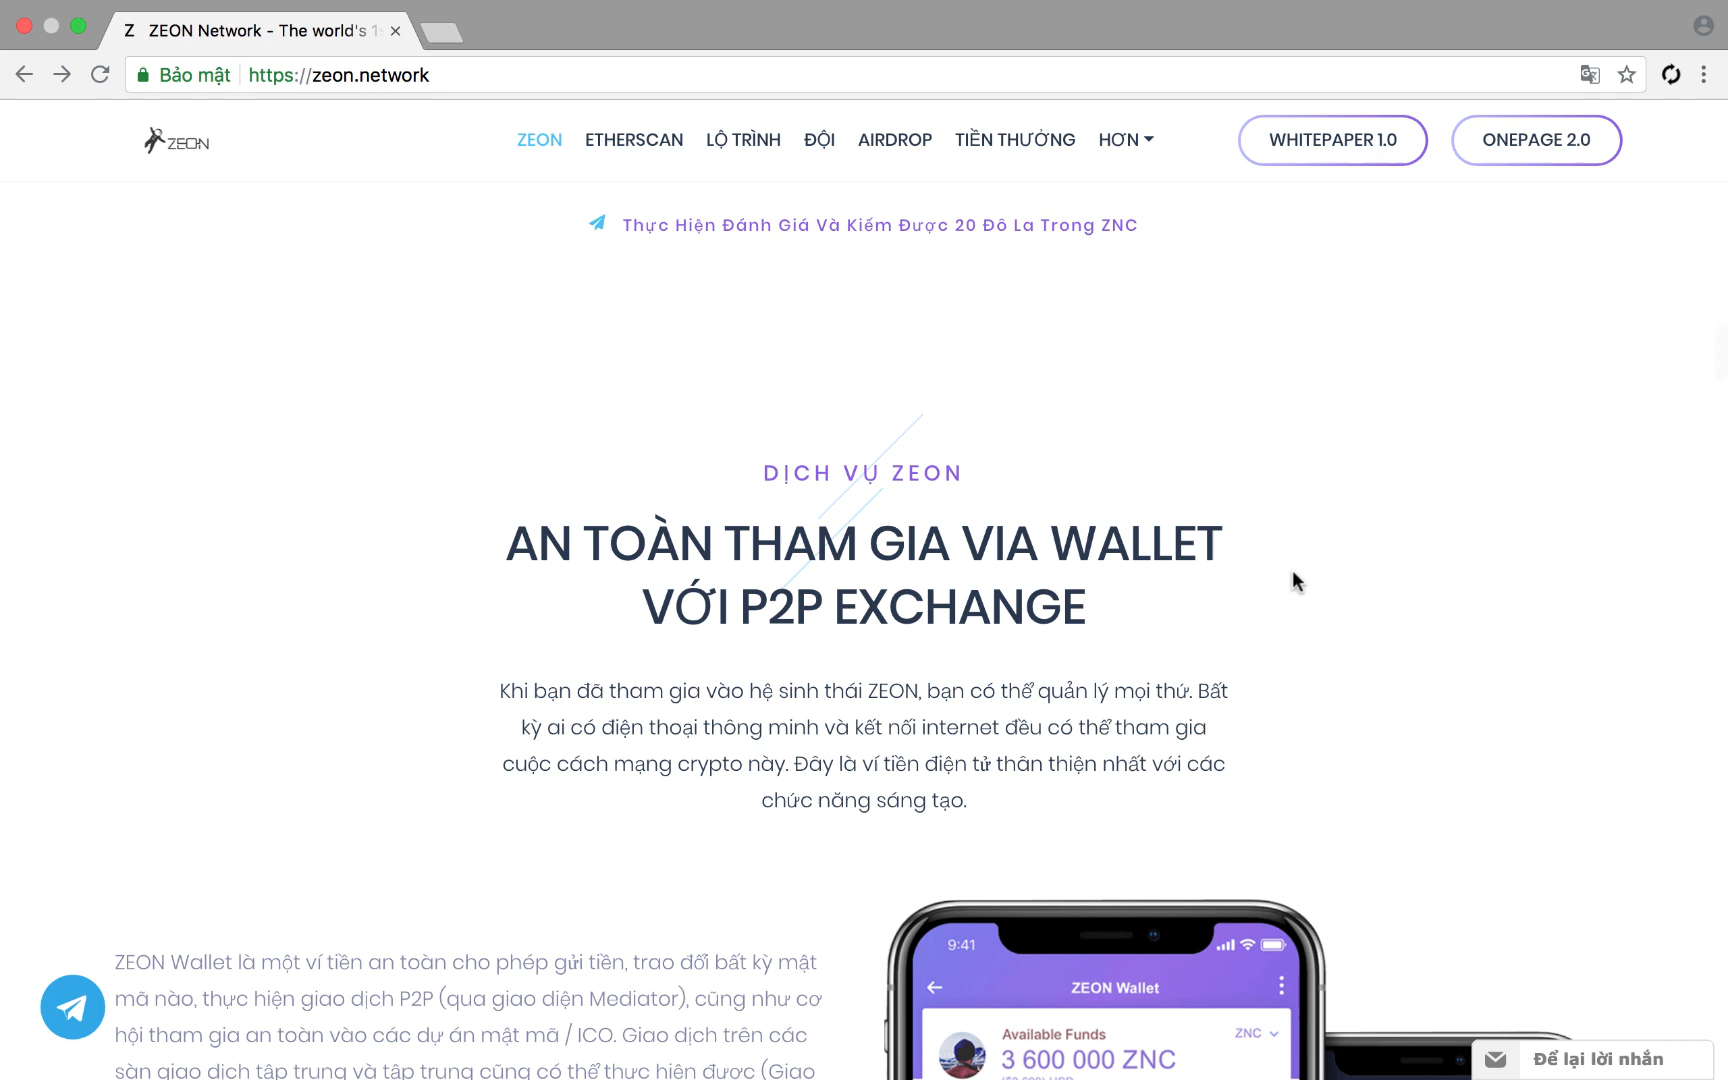 Z ZEON Network - The world's 1
Bảo mật https://zeon.network
ZEON
ZEON ETHERSCAN LỘ TRÌNH ĐỘI AIRDROP TIỀN THƯỞNG HƠN WHITEPAPER 1.0 ONEPAGE 2.0
Thực Hiện Đánh Giá Và Kiếm Được 20 Đô La Trong ZNC
DỊCH VỤ ZEON
AN TOÀN THAM GIA VIA WALLET
VỚI P2P EXCHANGE
Khi bạn đã tham gia vào hệ sinh thái ZEON, bạn có thể quản lý mọi thứ. Bất
kỳ ai có điện thoại thông minh và kết nối internet đều có thể tham gia
cuộc cách mạng crypto này. Đây là ví tiền điện tử thân thiện nhất với các
chức năng sáng tạo.
ZEON Wallet là một ví tiền an toàn cho phép gửi tiền, trao đổi bất kỳ mật
mã nào, thực hiện giao dịch P2P (qua giao diện Mediator), cũng như cơ
hội tham gia an toàn vào các dự án mật mã / ICO. Giao dịch trên các
sàn giao dịch tập trung và tập trung cũng có thể thực hiện được (Giao
9:41
ZEON Wallet
Available Funds ZNC
3 600 000 ZNC
Để lại lời nhắn